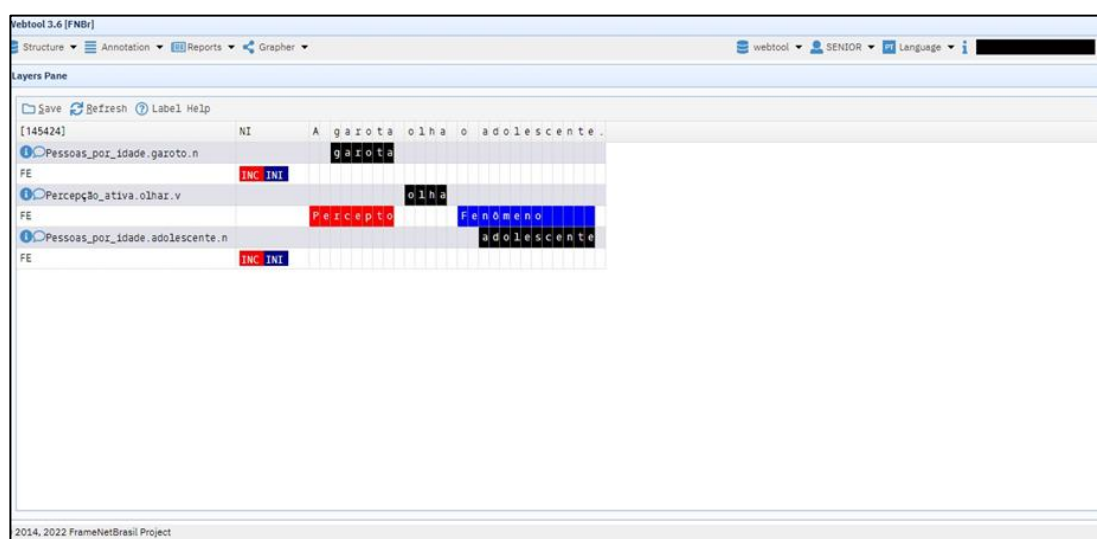 Webtool 3.6 [FNBr]
Structure Annotation Reports Grapher webtool SENIOR PT Language i
Layers Pane
Save Refresh ? Label Help
[145424] NI A garota olha o adolescente.
Pessoas_por_idade.garoto.n garota
FE INC INI
Percepção_ativa.olhar.v olha
FE Percepto Fenômeno
Pessoas_por_idade.adolescente.n adolescente
FE INC INI
2014, 2022 FrameNetBrasil Project